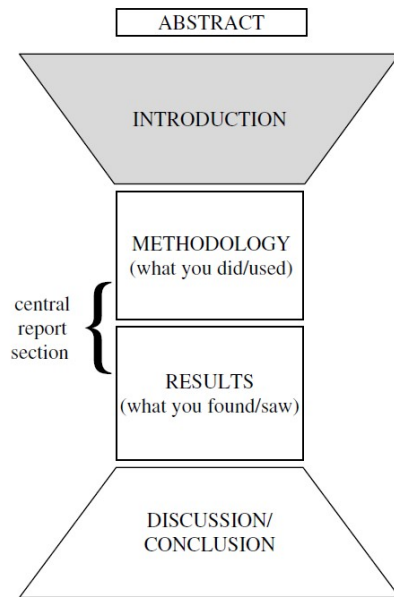 ABSTRACT
INTRODUCTION
METHODOLOGY
(what you did/used)
central
report
section
RESULTS
(what you found/saw)
DISCUSSION/
CONCLUSION